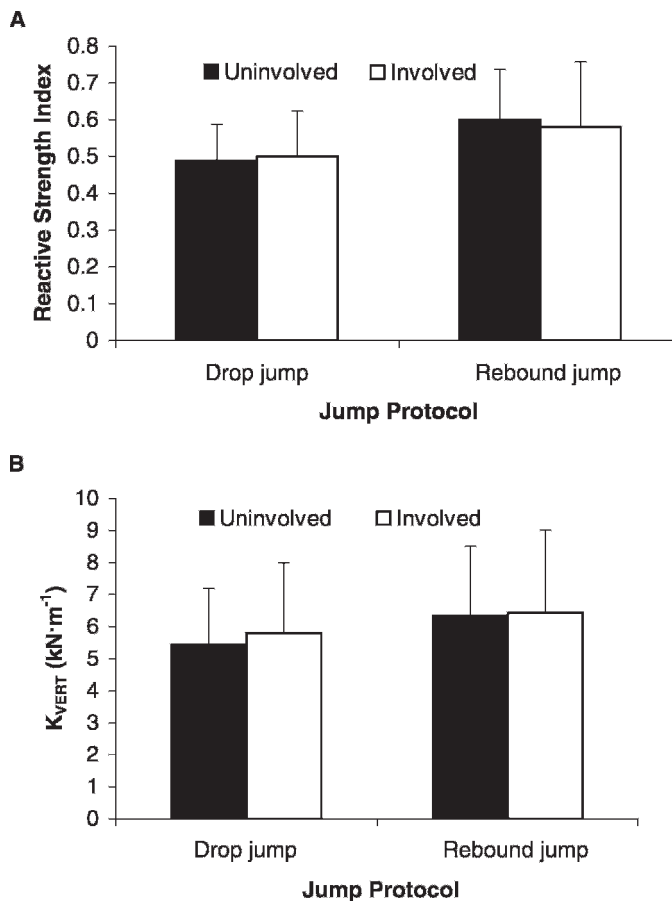 A
Reactive Strength Index
0.8
0.7
0.6
0.5
0.4
0.3
0.2
0.1
0
Uninvolved Involved
Drop jump Rebound jump
Jump Protocol
B
K_VERT (kN·m⁻¹)
10
9
8
7
6
5
4
3
2
1
0
Uninvolved Involved
Drop jump Rebound jump
Jump Protocol